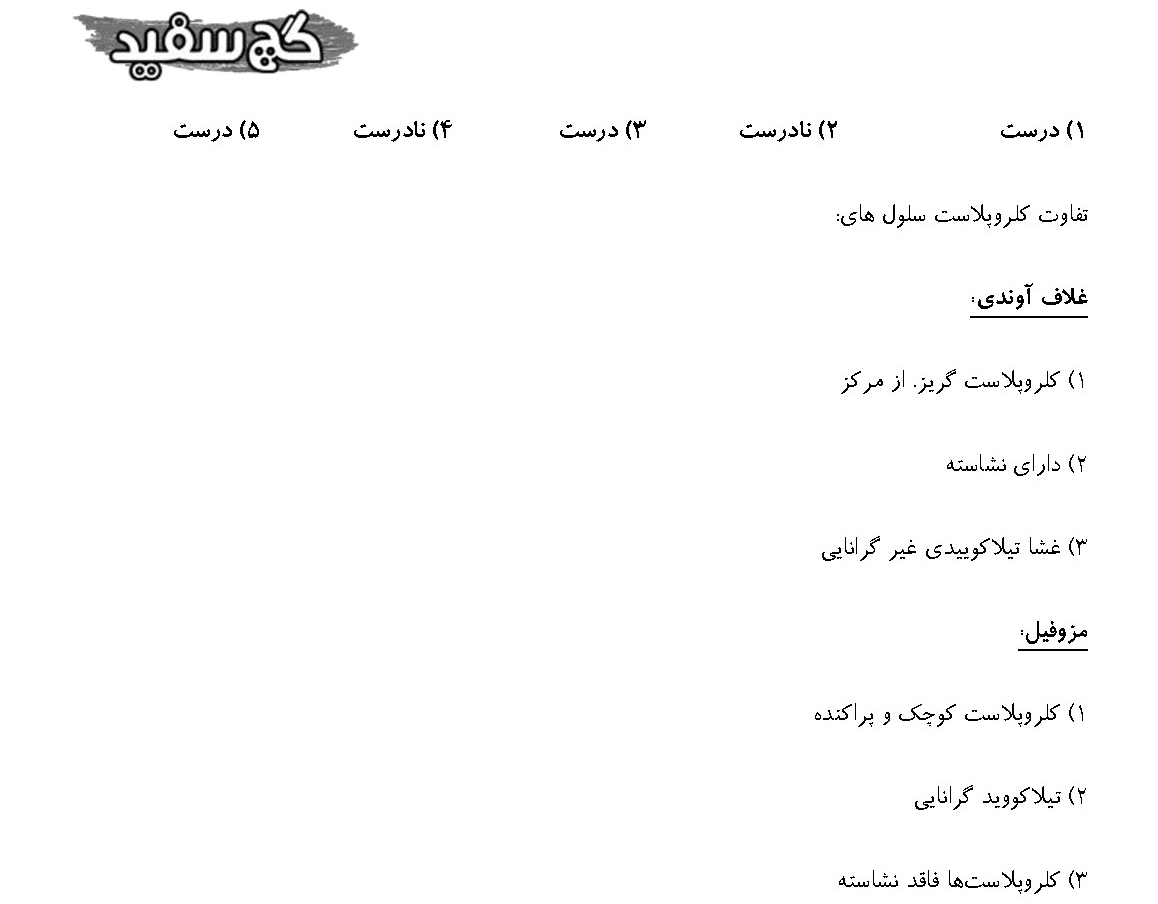 گچ سفید
۱) درست ۲) نادرست ۳) درست ۴) نادرست ۵) درست
تفاوت کلروپلاست سلول های:
غلاف آوندی:
۱) کلروپلاست گریز. از مرکز
۲) دارای نشاسته
۳) غشا تیلاکوییدی غیر گرانایی
مزوفیل:
۱) کلروپلاست کوچک و پراکنده
۲) تیلاکووید گرانایی
۳) کلروپلاست‌ها فاقد نشاسته